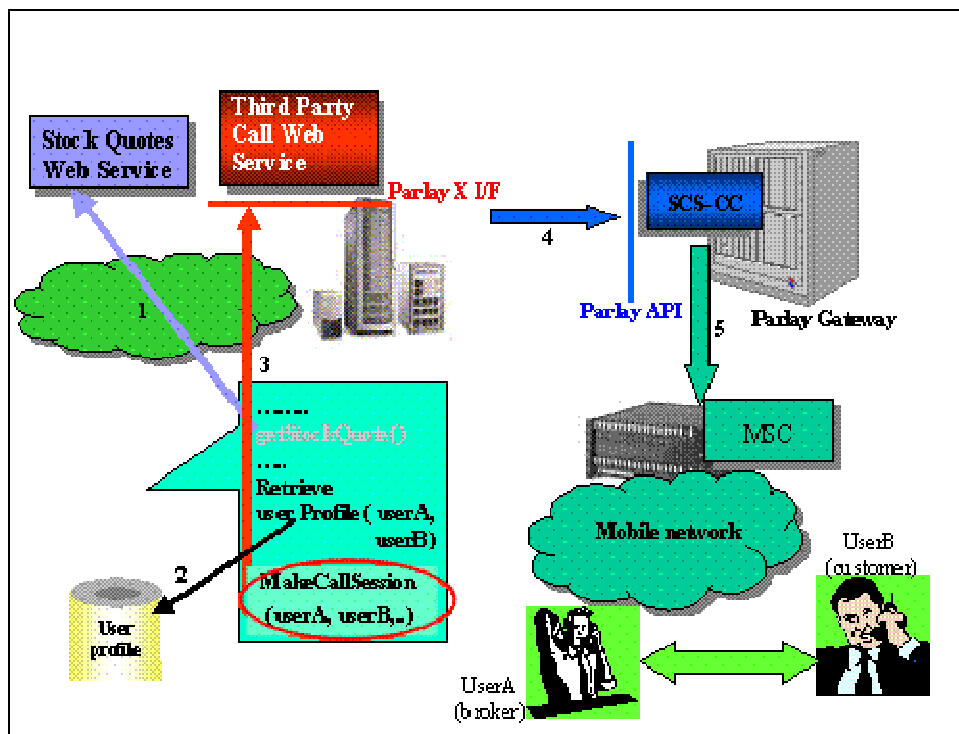 Stock Quotes
Web Service
Third Party
Call Web
Service
Parlay X I/F
4
SCS-CC
Parlay API
Parlay Gateway
1
5
3
........
getStockQuote()
.....
Retrieve
user Profile( userA,
userB)
MakeCallSession
(userA, userB,..)
2
User
profile
MSC
Mobile network
UserB
(customer)
UserA
(broker)